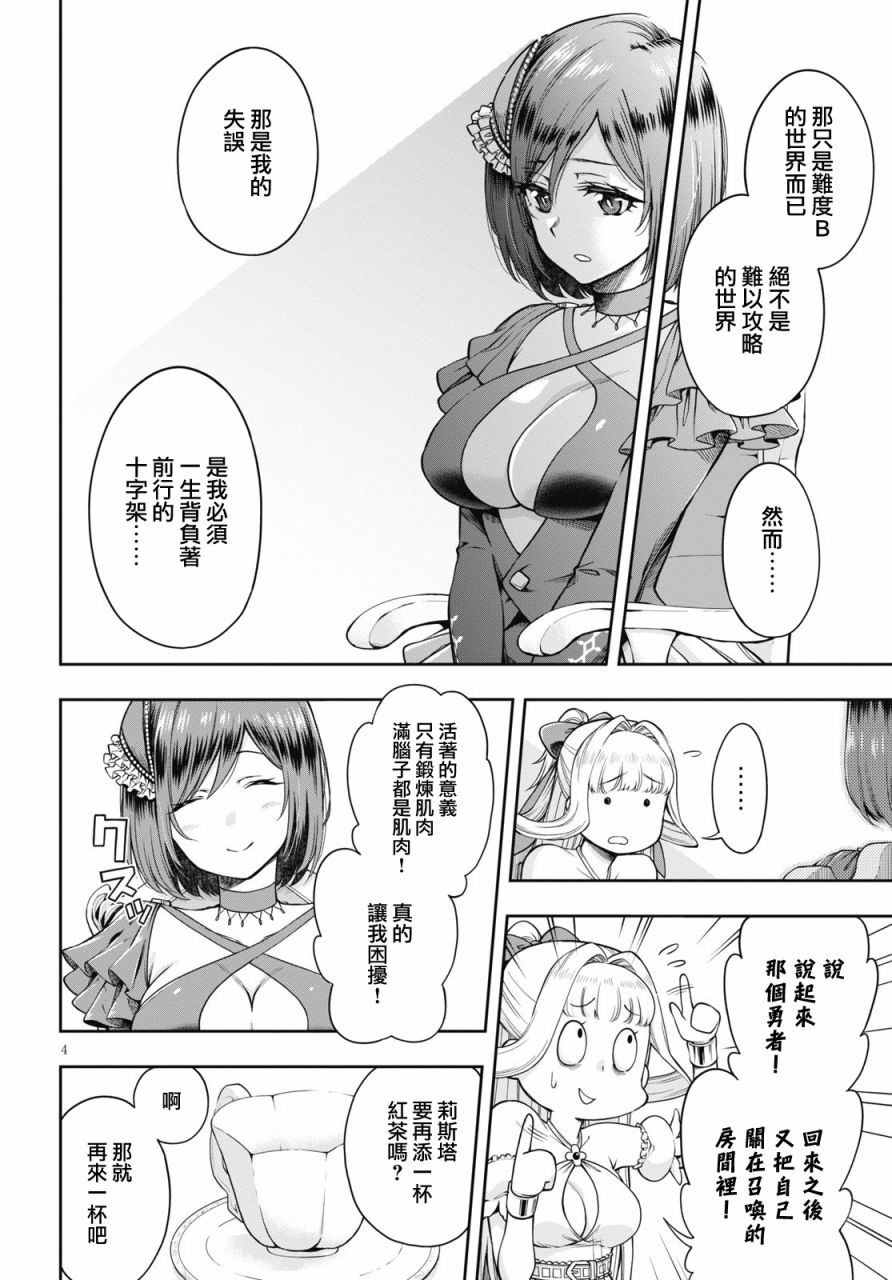 那只是難度B
的世界而已
絕不是
難以攻略
的世界
然而……
那是我的
失誤
是我必須
一生背負著
前行的
十字架……
……
說
說起來
那個勇者！
回來之後
又把自己
關在召喚的
房間裡！
活著的意義
只有鍛煉肌肉
滿腦子都是肌肉！
真的
讓我困擾！
クスッ
莉斯塔
要再添一杯
紅茶嗎？
啊
那就
再來一杯吧
4